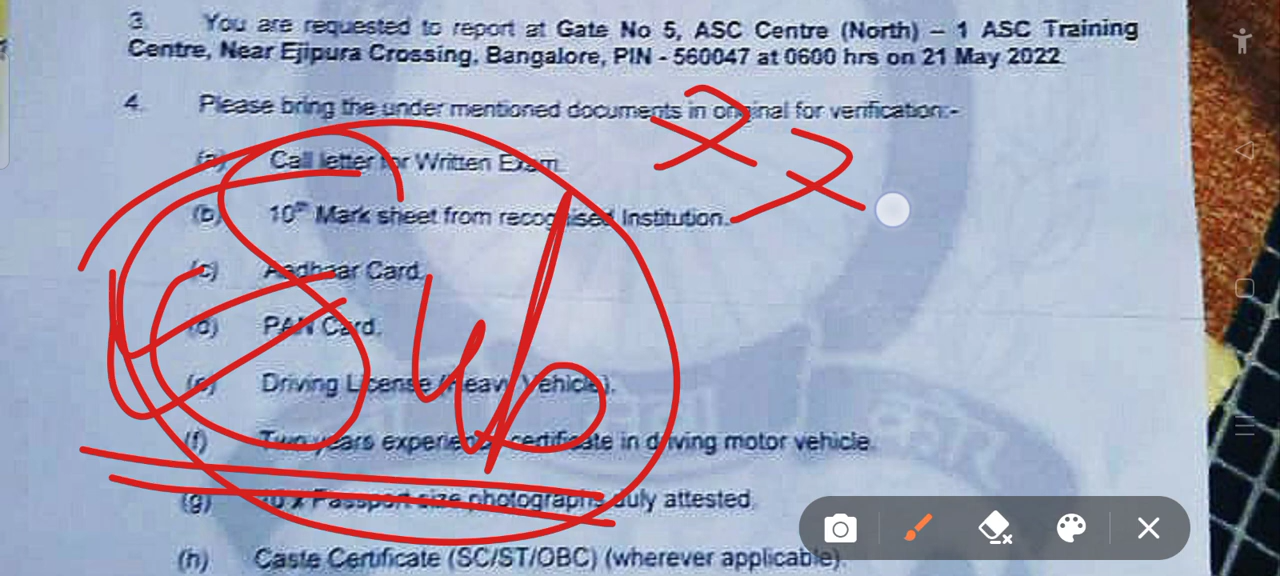 3. You are requested to report at Gate No 5, ASC Centre (North) – 1 ASC Training
Centre, Near Ejipura Crossing, Bangalore, PIN - 560047 at 0600 hrs on 21 May 2022
4. Please bring the under mentioned documents in original for verification:-
(a) Call letter for Written Exam.
(b) 10th Mark sheet from recognised Institution.
(c) Aadhaar Card.
(d) PAN Card.
(e) Driving License (Heavy Vehicle).
(f) Two years experience certificate in driving motor vehicle.
(g) 10 x Passport size photographs duly attested.
(h) Caste Certificate (SC/ST/OBC) (wherever applicable).